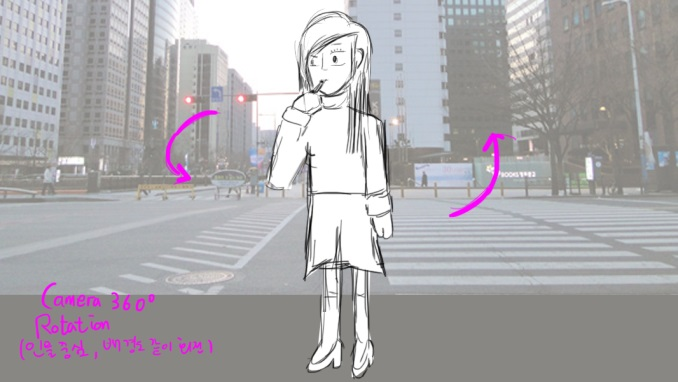 Camera 360°
Rotation
(인물 중심, 배경도 같이 회전)